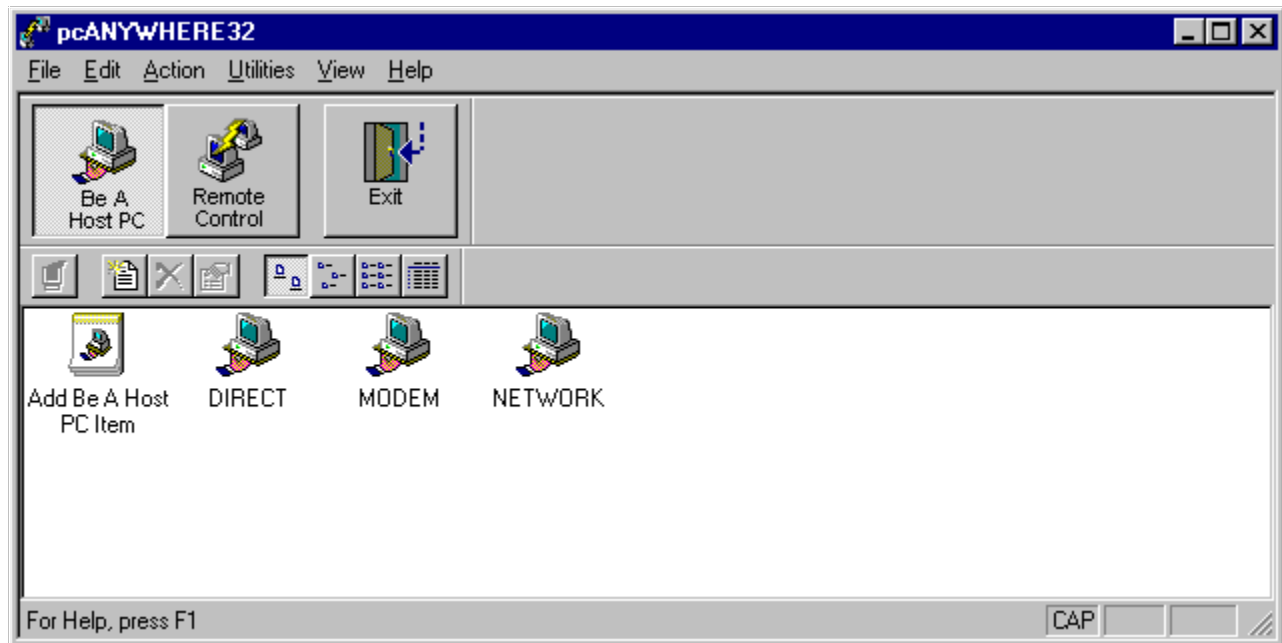 pcANYWHERE32
File Edit Action Utilities View Help
Be A
Host PC
Remote
Control
Exit
Add Be A Host
PC Item
DIRECT
MODEM
NETWORK
For Help, press F1
CAP